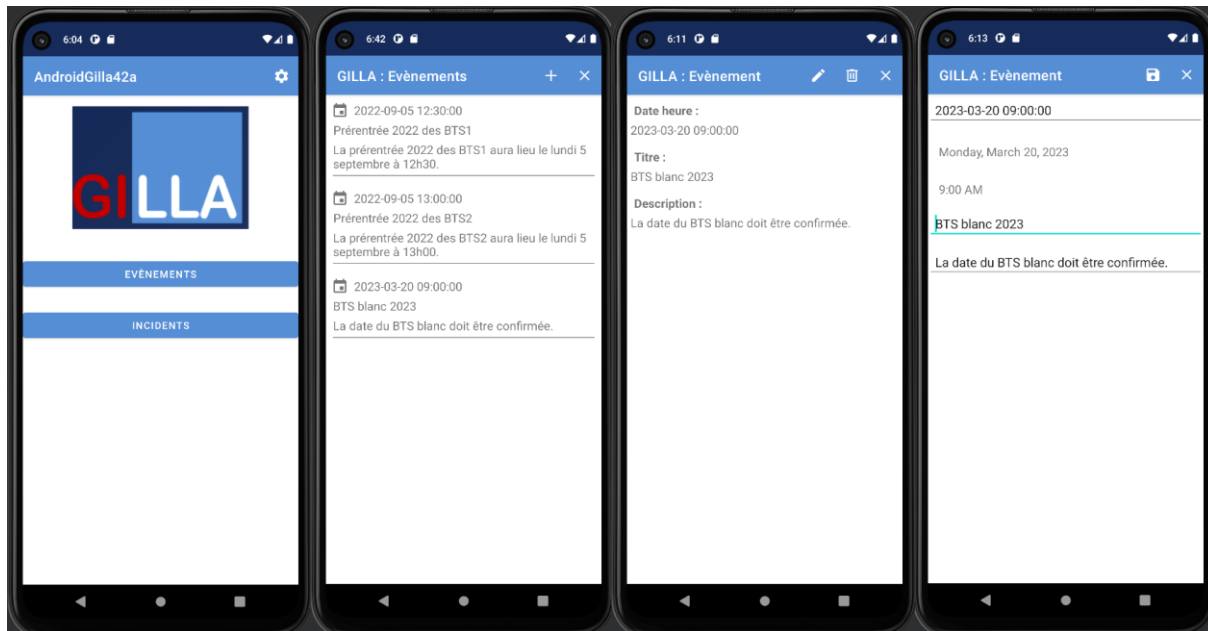 6:04
AndroidGilla42a
GILLA
EVÈNEMENTS
INCIDENTS
6:42
GILLA : Evènements
2022-09-05 12:30:00
Prérentrée 2022 des BTS1
La prérentrée 2022 des BTS1 aura lieu le lundi 5
septembre à 12h30.
2022-09-05 13:00:00
Prérentrée 2022 des BTS2
La prérentrée 2022 des BTS2 aura lieu le lundi 5
septembre à 13h00.
2023-03-20 09:00:00
BTS blanc 2023
La date du BTS blanc doit être confirmée.
6:11
GILLA : Evènement
Date heure :
2023-03-20 09:00:00
Titre :
BTS blanc 2023
Description :
La date du BTS blanc doit être confirmée.
6:13
GILLA : Evènement
2023-03-20 09:00:00
Monday, March 20, 2023
9:00 AM
BTS blanc 2023
La date du BTS blanc doit être confirmée.